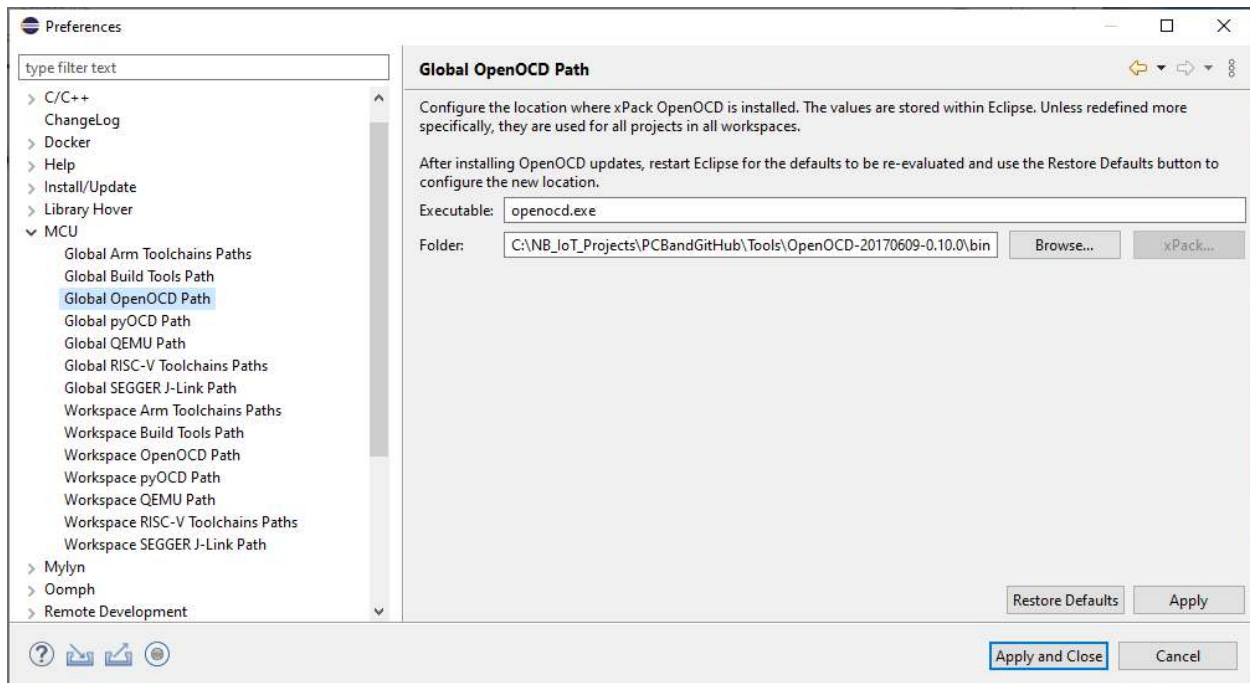 Preferences
type filter text
C/C++
ChangeLog
Docker
Help
Install/Update
Library Hover
MCU
Global Arm Toolchains Paths
Global Build Tools Path
Global OpenOCD Path
Global pyOCD Path
Global QEMU Path
Global RISC-V Toolchains Paths
Global SEGGER J-Link Path
Workspace Arm Toolchains Paths
Workspace Build Tools Path
Workspace OpenOCD Path
Workspace pyOCD Path
Workspace QEMU Path
Workspace RISC-V Toolchains Paths
Workspace SEGGER J-Link Path
Mylyn
Oomph
Remote Development
Global OpenOCD Path
Configure the location where xPack OpenOCD is installed. The values are stored within Eclipse. Unless redefined more
specifically, they are used for all projects in all workspaces.
After installing OpenOCD updates, restart Eclipse for the defaults to be re-evaluated and use the Restore Defaults button to
configure the new location.
Executable: openocd.exe
Folder: C:\NB_IoT_Projects\PCBandGitHub\Tools\OpenOCD-20170609-0.10.0\bin Browse... xPack...
Restore Defaults Apply
Apply and Close Cancel